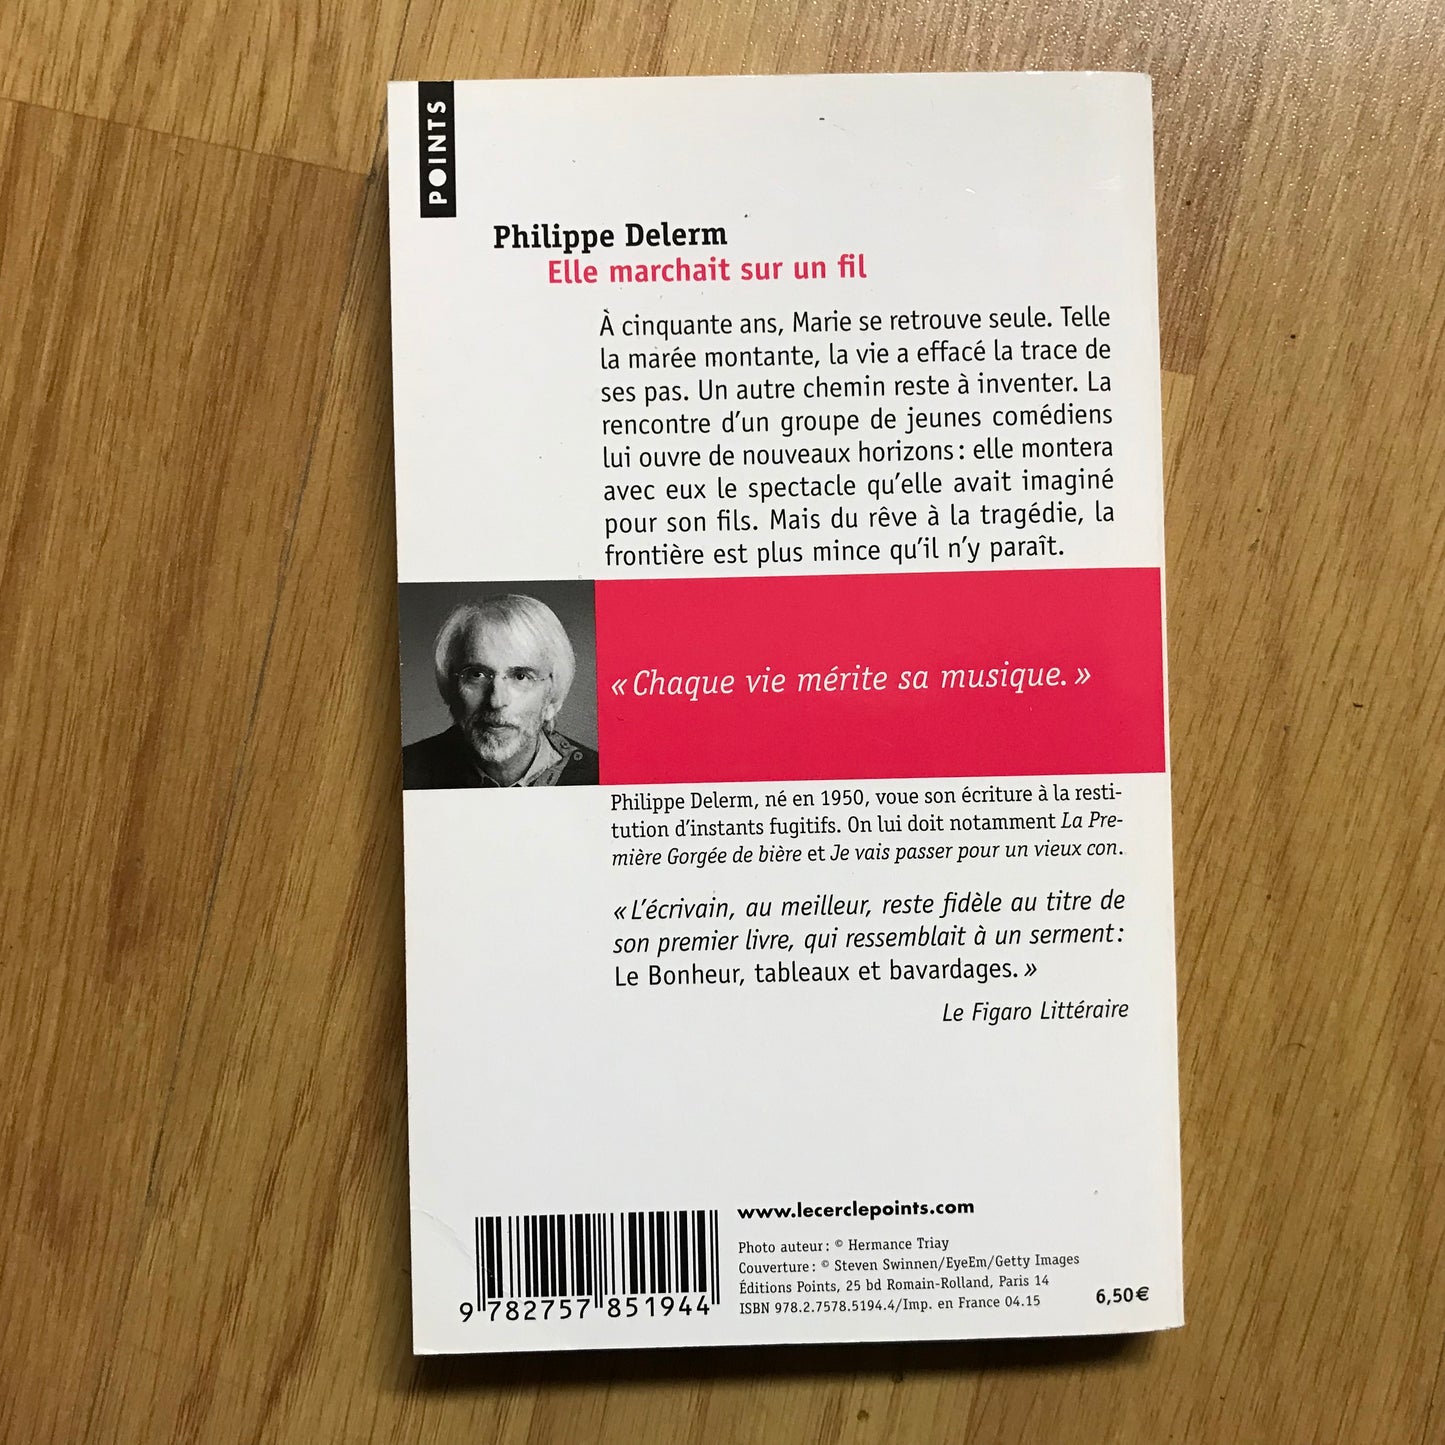 POINTS
Philippe Delerm
Elle marchait sur un fil
À cinquante ans, Marie se retrouve seule. Telle
la marée montante, la vie a effacé la trace de
ses pas. Un autre chemin reste à inventer. La
rencontre d'un groupe de jeunes comédiens
lui ouvre de nouveaux horizons : elle montera
avec eux le spectacle qu'elle avait imaginé
pour son fils. Mais du rêve à la tragédie, la
frontière est plus mince qu'il n'y paraît.
« Chaque vie mérite sa musique. »
Philippe Delerm, né en 1950, voue son écriture à la resti-
tution d'instants fugitifs. On lui doit notamment La Pre-
mière Gorgée de bière et Je vais passer pour un vieux con.
« L'écrivain, au meilleur, reste fidèle au titre de
son premier livre, qui ressemblait à un serment :
Le Bonheur, tableaux et bavardages. »
Le Figaro Littéraire
www.lecerclepoints.com
Photo auteur : © Hermance Triay
Couverture : © Steven Swinnen/EyeEm/Getty Images
Éditions Points, 25 bd Romain-Rolland, Paris 14
ISBN 978.2.7578.5194.4/Imp. en France 04.15
6,50€
9 782757 851944